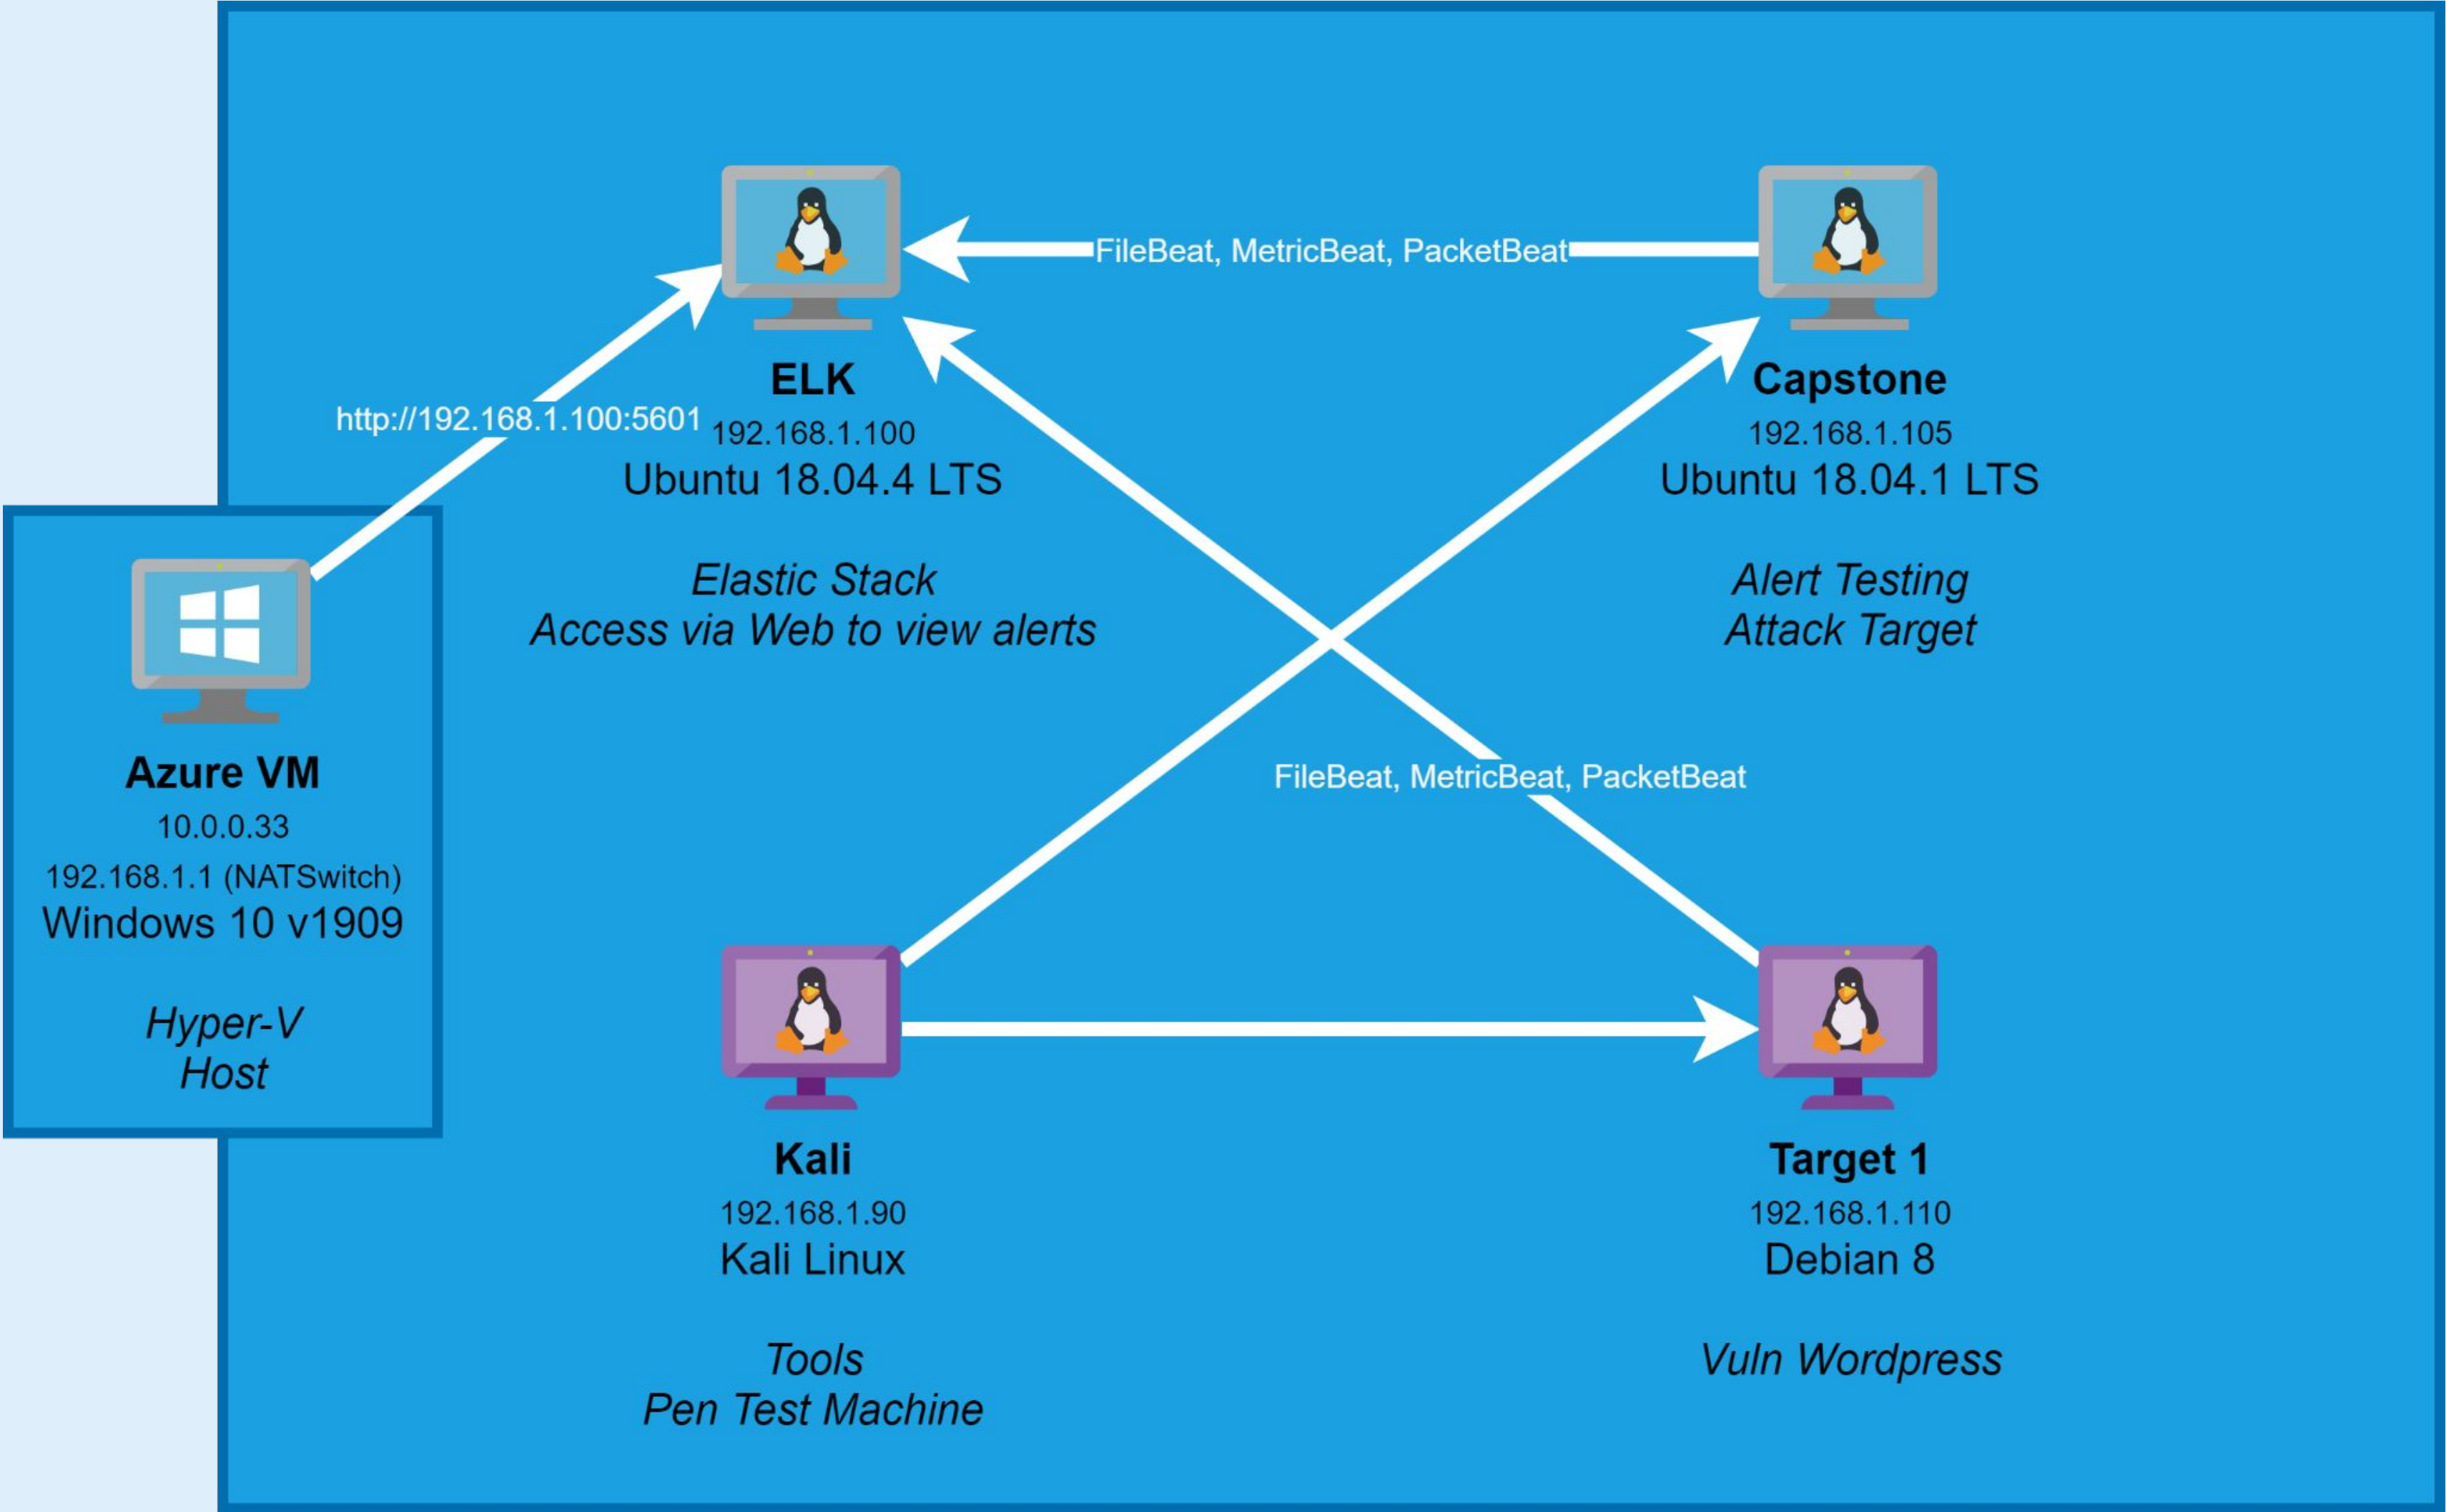 FileBeat, MetricBeat, PacketBeat
ELK
192.168.1.100
Ubuntu 18.04.4 LTS
Elastic Stack
Access via Web to view alerts
Capstone
192.168.1.105
Ubuntu 18.04.1 LTS
Alert Testing
Attack Target
http://192.168.1.100:5601
Azure VM
10.0.0.33
192.168.1.1 (NATSwitch)
Windows 10 v1909
Hyper-V
Host
FileBeat, MetricBeat, PacketBeat
Kali
192.168.1.90
Kali Linux
Tools
Pen Test Machine
Target 1
192.168.1.110
Debian 8
Vuln Wordpress